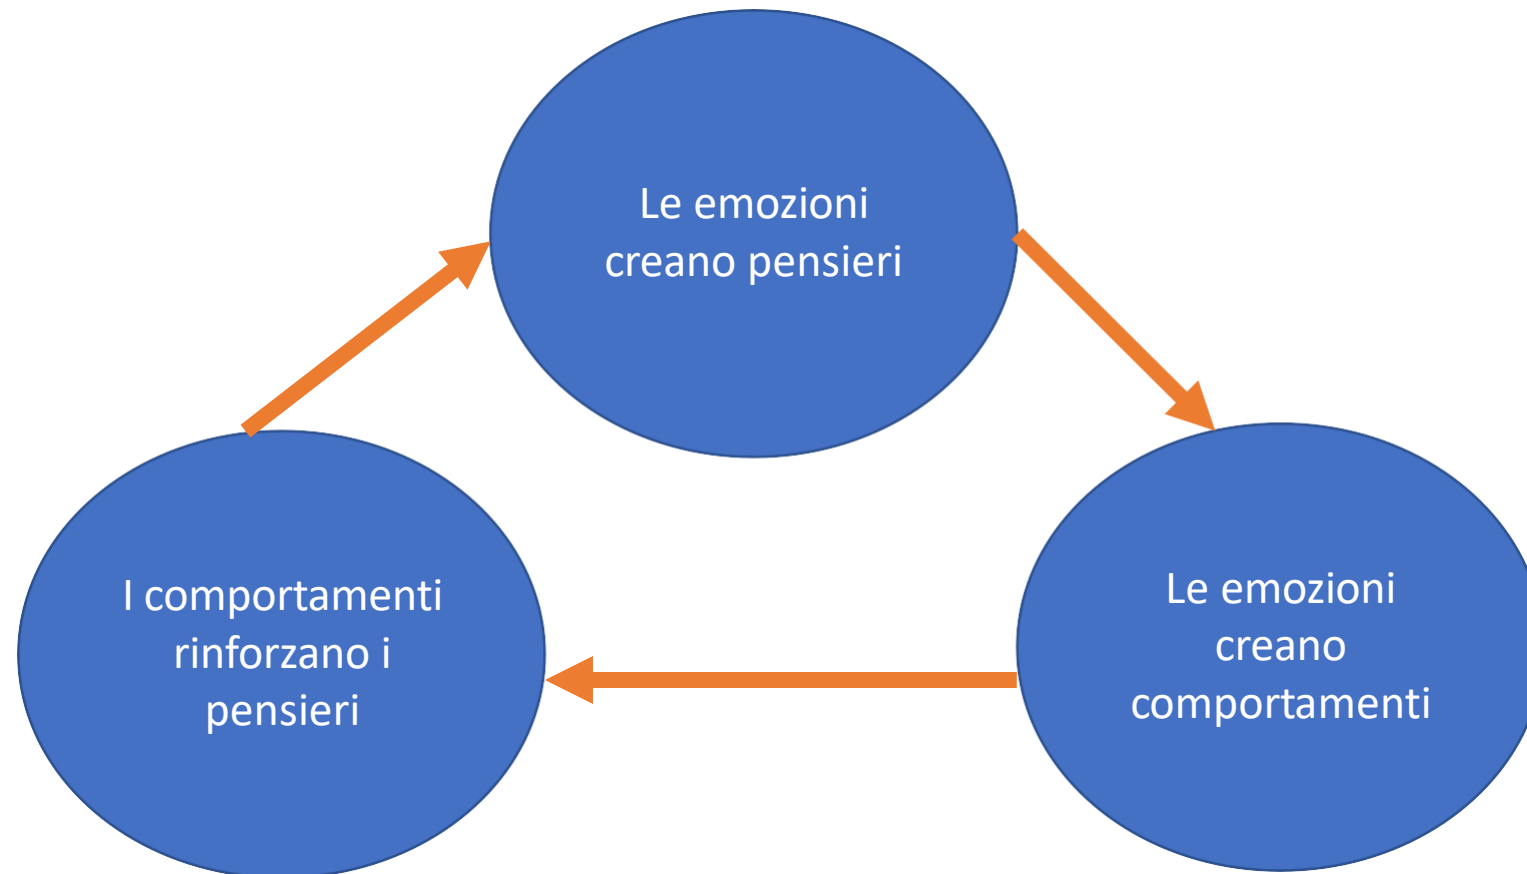 Le emozioni
creano pensieri
Le emozioni
creano
comportamenti
I comportamenti
rinforzano i
pensieri